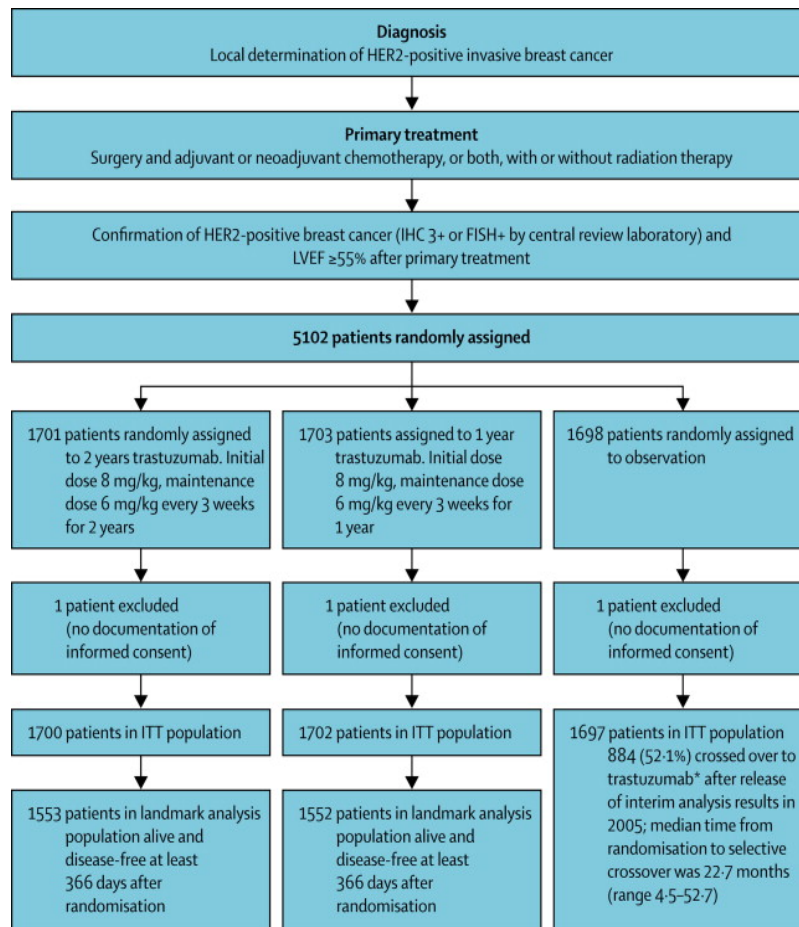 Diagnosis
Local determination of HER2-positive invasive breast cancer
Primary treatment
Surgery and adjuvant or neoadjuvant chemotherapy, or both, with or without radiation therapy
Confirmation of HER2-positive breast cancer (IHC 3+ or FISH+ by central review laboratory) and
LVEF ≥55% after primary treatment
5102 patients randomly assigned
1701 patients randomly assigned
to 2 years trastuzumab. Initial
dose 8 mg/kg, maintenance
dose 6 mg/kg every 3 weeks
for 2 years
1703 patients assigned to 1 year
trastuzumab. Initial dose
8 mg/kg, maintenance dose
6 mg/kg every 3 weeks for
1 year
1698 patients randomly assigned
to observation
1 patient excluded
(no documentation of
informed consent)
1 patient excluded
(no documentation of
informed consent)
1 patient excluded
(no documentation of
informed consent)
1700 patients in ITT population
1702 patients in ITT population
1697 patients in ITT population
884 (52·1%) crossed over to
trastuzumab* after release
of interim analysis results in
2005; median time from
randomisation to selective
crossover was 22·7 months
(range 4·5–52·7)
1553 patients in landmark analysis
population alive and
disease-free at least
366 days after
randomisation
1552 patients in landmark analysis
population alive and
disease-free at least
366 days after
randomisation